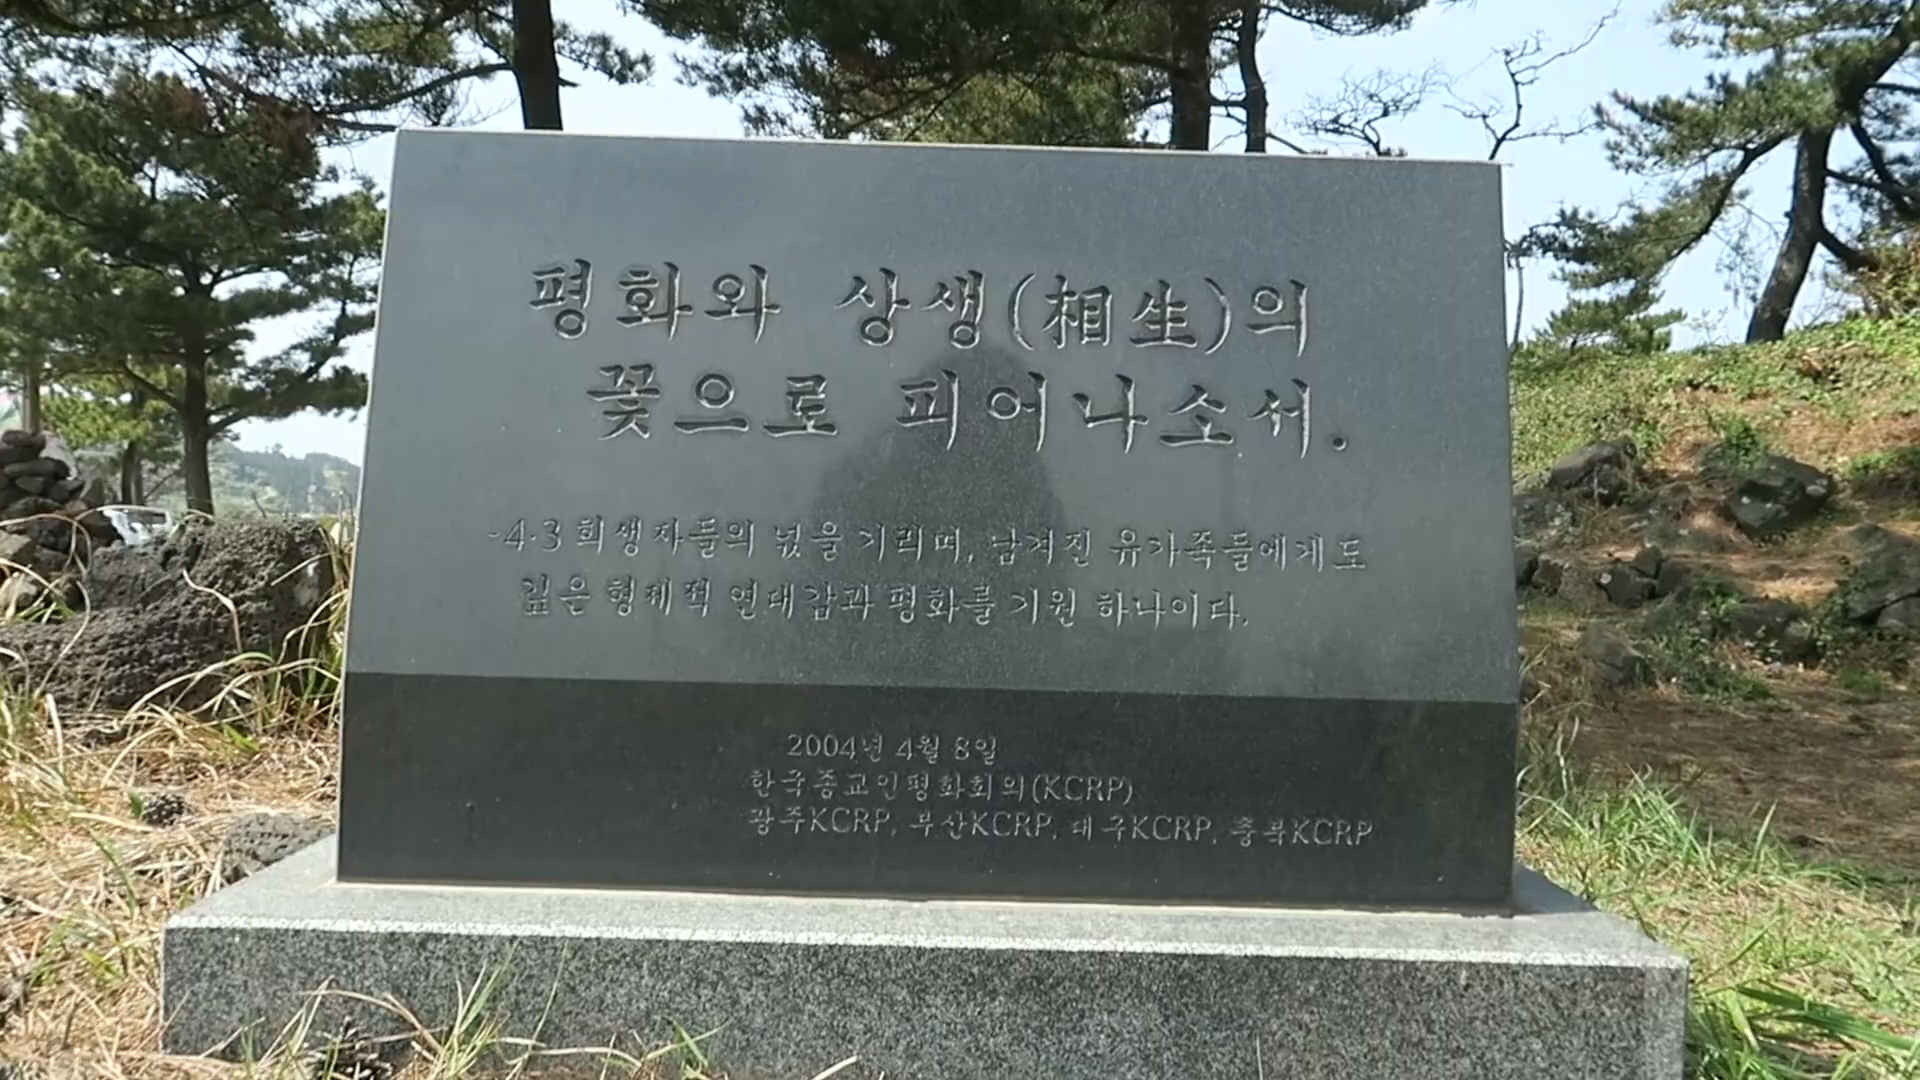 평화와 상생(相生)의
꽃으로 피어나소서.
-4·3 희생자들의 넋을 기리며, 남겨진 유가족들에게도
깊은 형제적 연대감과 평화를 기원 하나이다.
2004년 4월 8일
한국종교인평화회의(KCRP)
광주KCRP, 부산KCRP, 대구KCRP, 충북KCRP